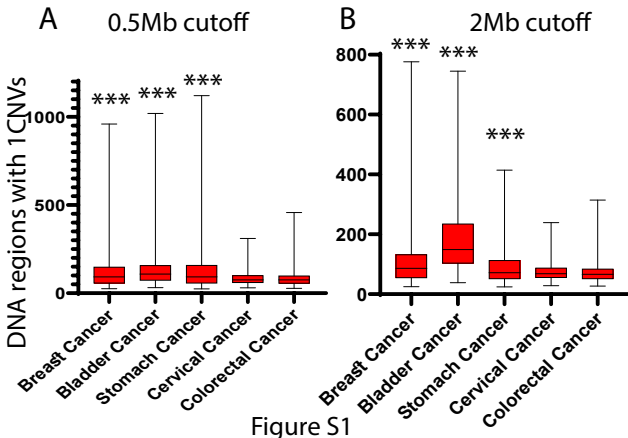 A 0.5Mb cutoff
B 2Mb cutoff
DNA regions with 1CNVs
1000
500
0
***
***
***
Breast Cancer
Bladder Cancer
Stomach Cancer
Cervical Cancer
Colorectal Cancer
800
600
400
200
0
***
***
***
Breast Cancer
Bladder Cancer
Stomach Cancer
Cervical Cancer
Colorectal Cancer
Figure S1